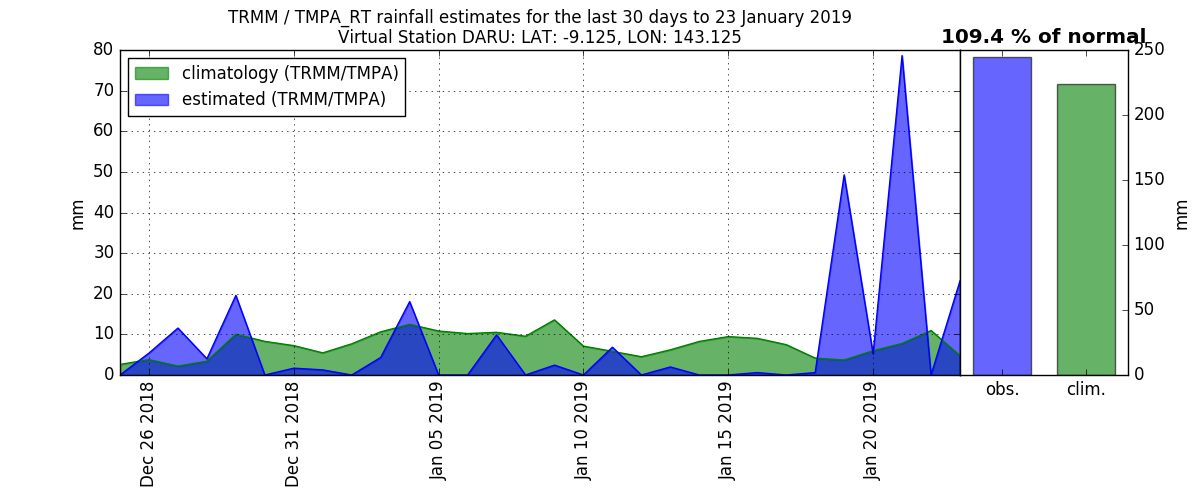 TRMM / TMPA_RT rainfall estimates for the last 30 days to 23 January 2019
Virtual Station DARU: LAT: -9.125, LON: 143.125
109.4 % of normal
climatology (TRMM/TMPA)
estimated (TRMM/TMPA)
80
70
60
50
40
30
20
10
0
mm
Dec 26 2018
Dec 31 2018
Jan 05 2019
Jan 10 2019
Jan 15 2019
Jan 20 2019
obs.
clim.
250
200
150
100
50
0
mm